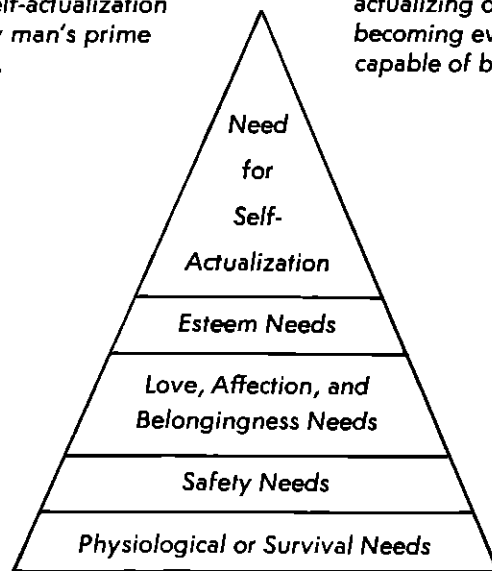 elf-actualization
man's prime
actualizing
becoming
capable of
Need
for
Self-
Actualization
Esteem Needs
Love, Affection, and
Belongingness Needs
Safety Needs
Physiological or Survival Needs